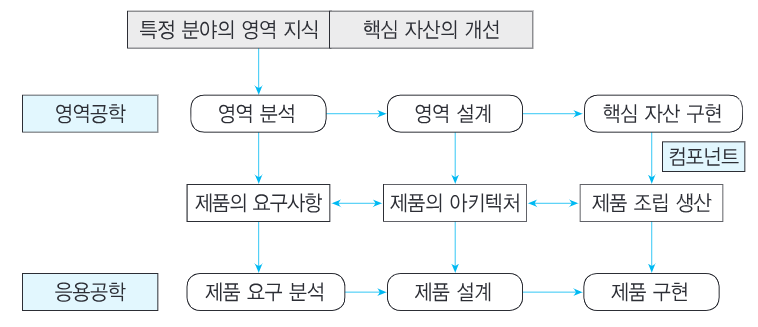 특정 분야의 영역 지식 핵심 자산의 개선
영역공학 영역 분석 영역 설계 핵심 자산 구현
컴포넌트
제품의 요구사항 제품의 아키텍처 제품 조립 생산
응용공학 제품 요구 분석 제품 설계 제품 구현